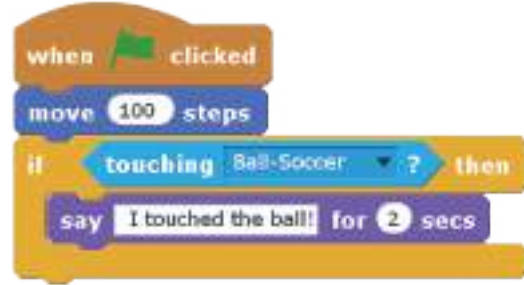 when clicked
move 100 steps
if touching Ball-Soccer ? then
say I touched the ball! for 2 secs